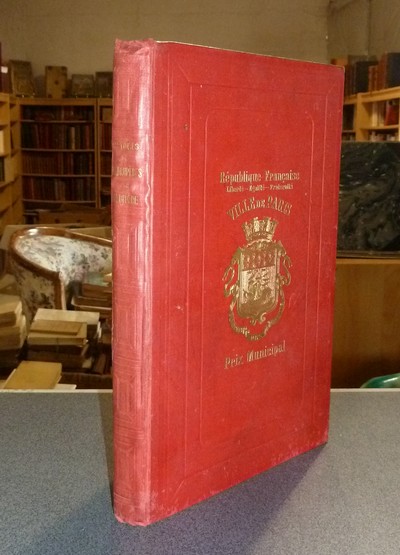 République Française
Liberté - Égalité - Fraternité
VILLE DE PARIS
Prix Municipal